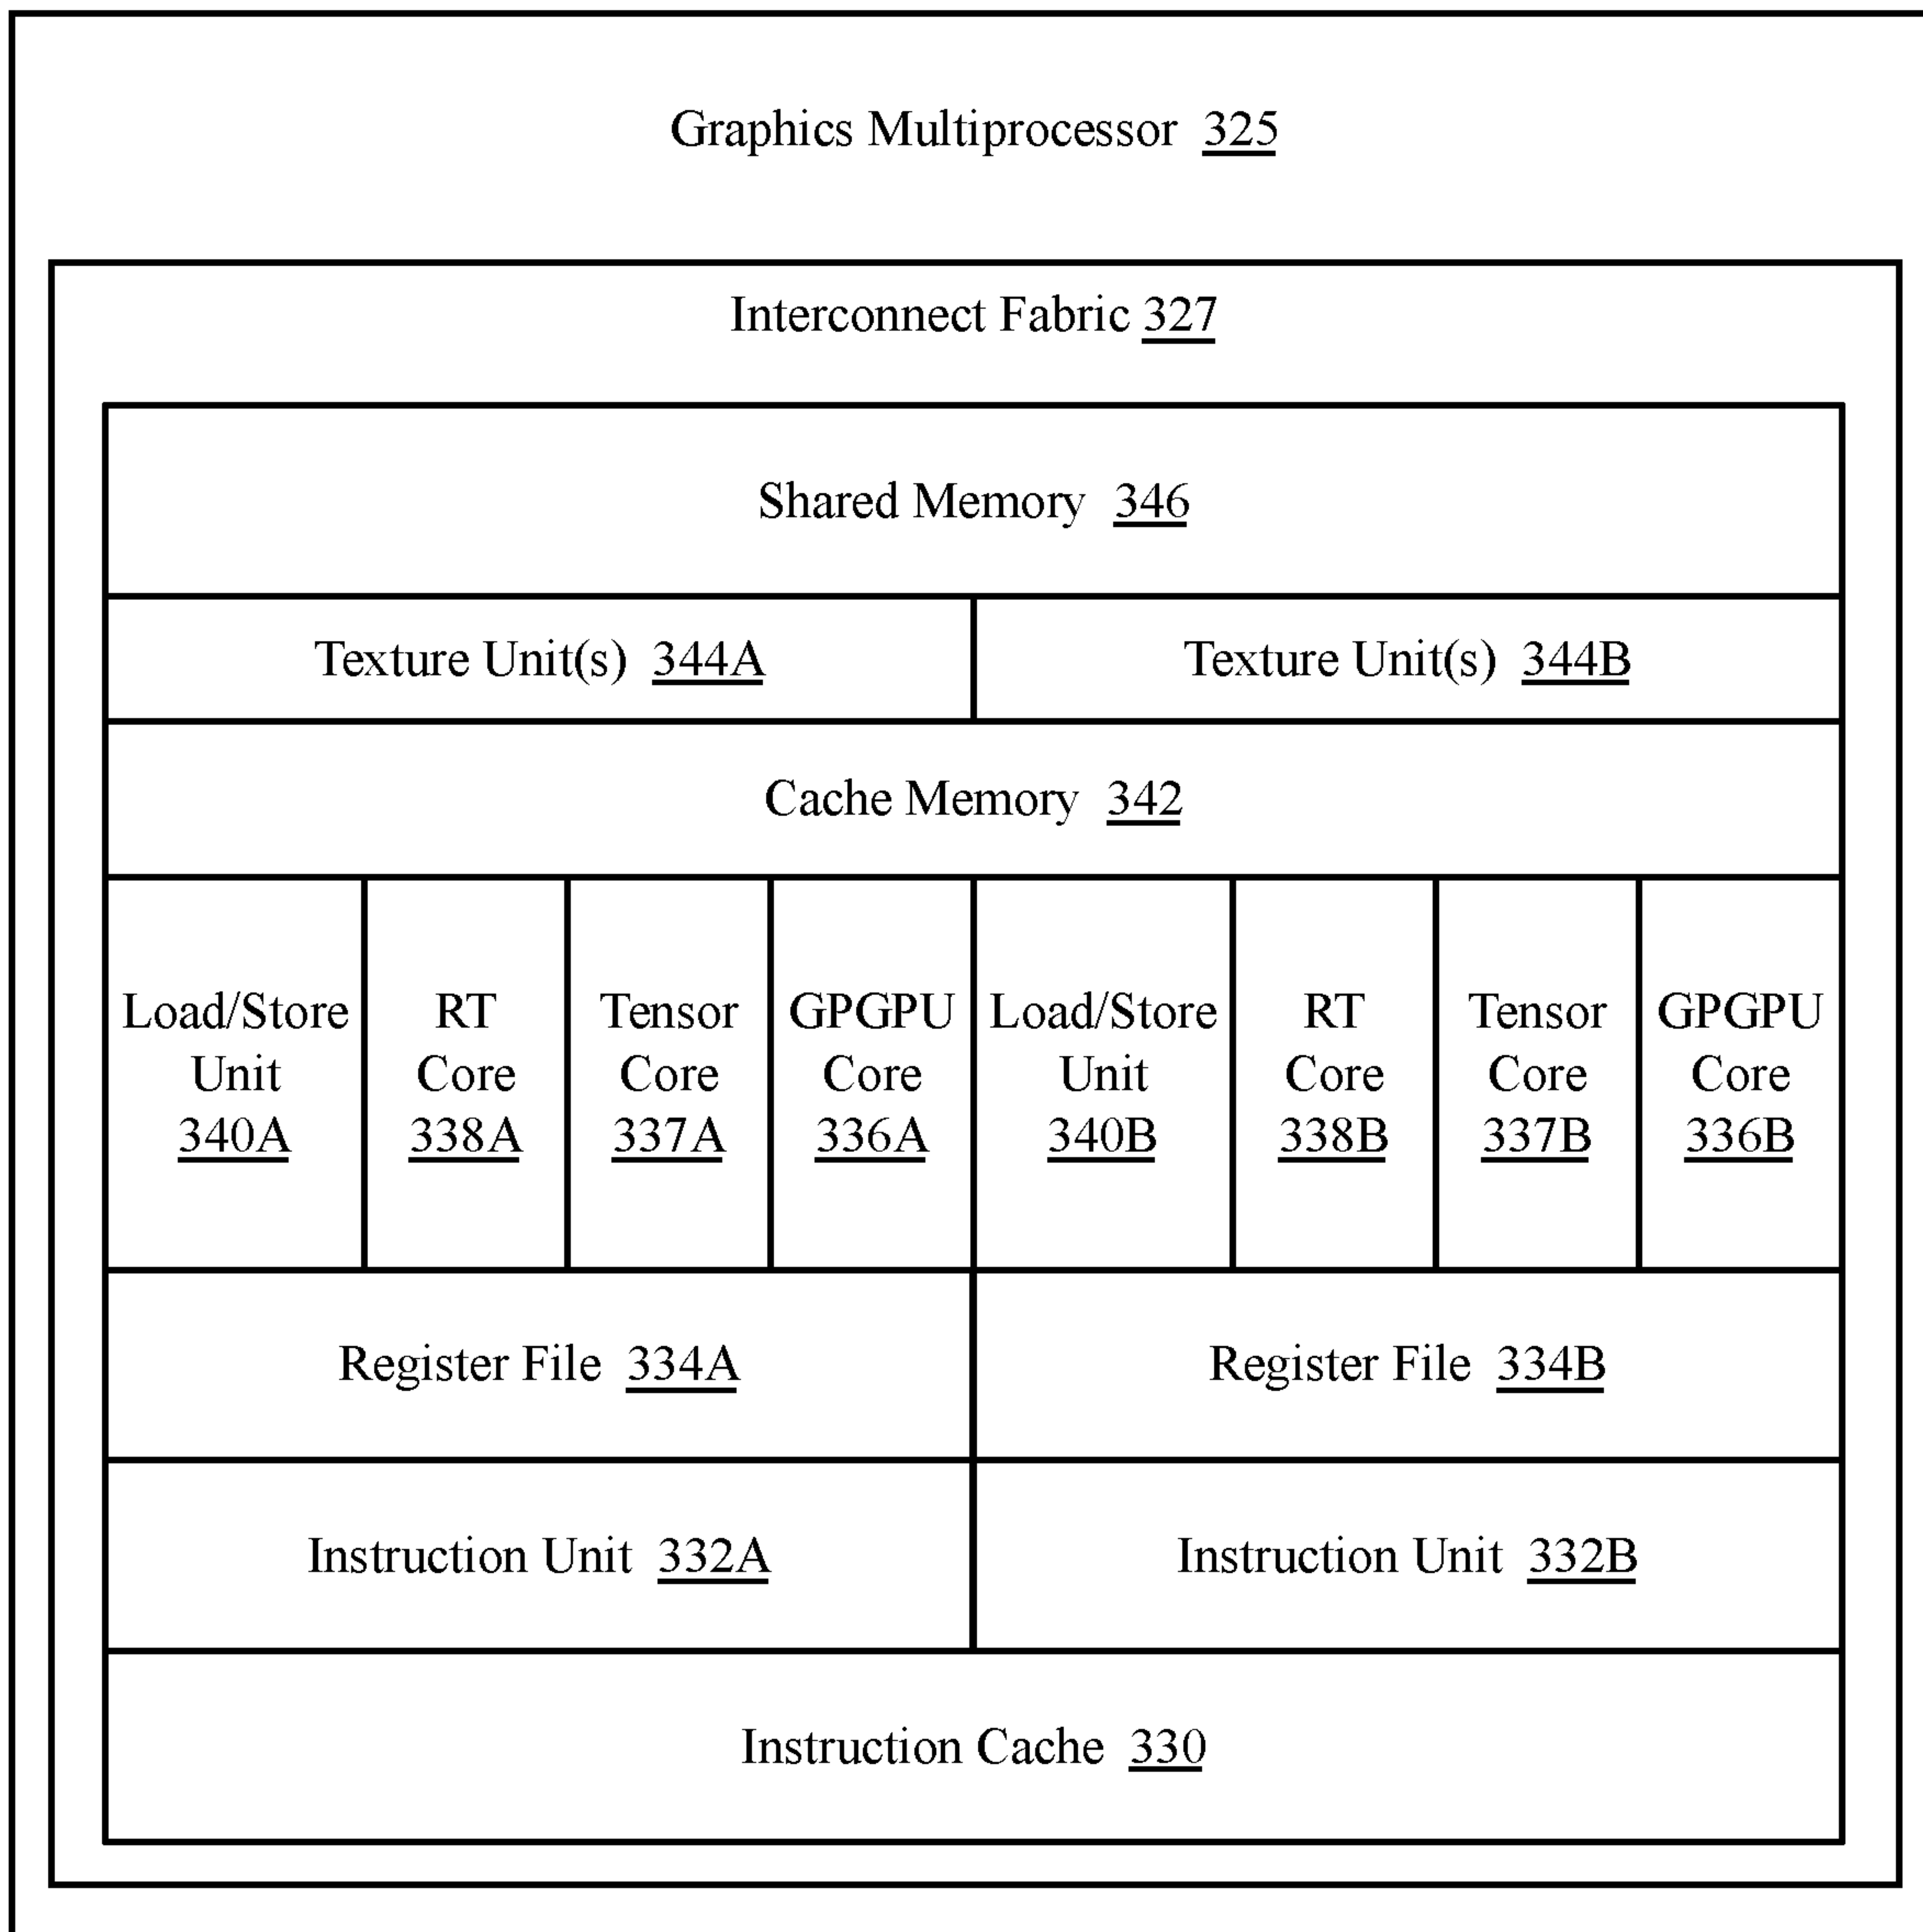 Graphics Multiprocessor 325
Interconnect Fabric 327
Shared Memory 346
Texture Unit(s) 344A
Texture Unit(s) 344B
Cache Memory 342
Load/Store
Unit
340A
RT
Core
338A
Tensor
Core
337A
GPGPU
Core
336A
Load/Store
Unit
340B
RT
Core
338B
Tensor
Core
337B
GPGPU
Core
336B
Register File 334A
Register File 334B
Instruction Unit 332A
Instruction Unit 332B
Instruction Cache 330